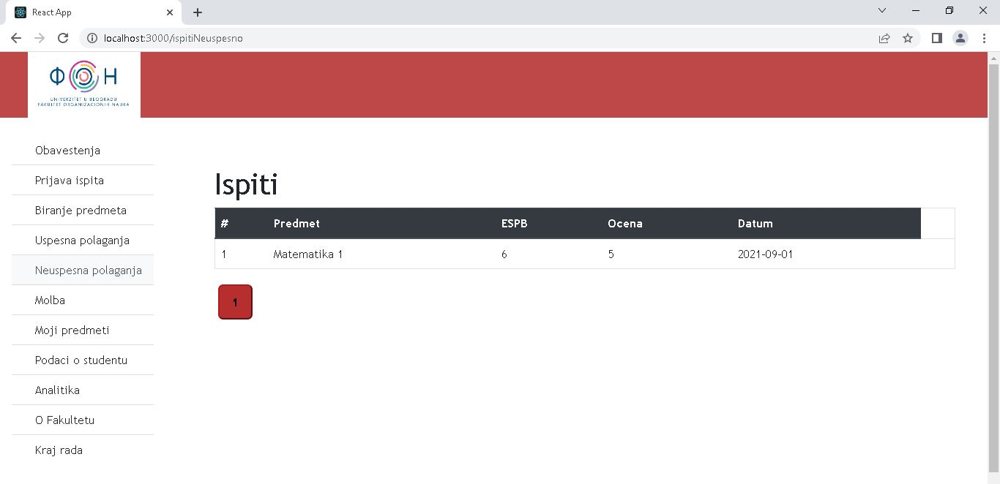 React App
localhost:3000/ispitiNeuspesno
ФОН
UNIVERZITET U BEOGRADU
FAKULTET ORGANIZACIONIH NAUKA
Obavestenja
Prijava ispita
Biranje predmeta
Uspesna polaganja
Neuspesna polaganja
Molba
Moji predmeti
Podaci o studentu
Analitika
O Fakultetu
Kraj rada
Ispiti
# Predmet ESPB Ocena Datum
1 Matematika 1 6 5 2021-09-01
1